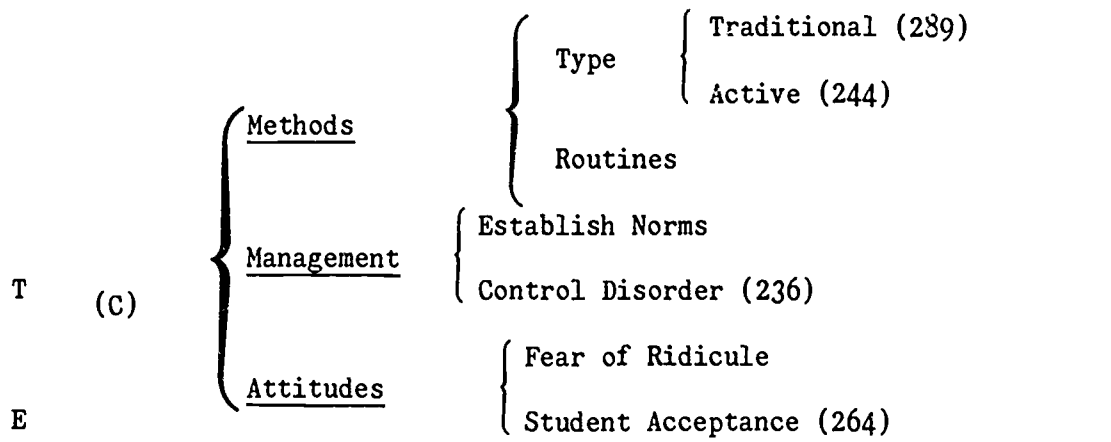 Traditional (289)
Type
Active (244)
Methods
Routines
Establish Norms
Management
T (C)
Control Disorder (236)
Fear of Ridicule
Attitudes
E Student Acceptance (264)